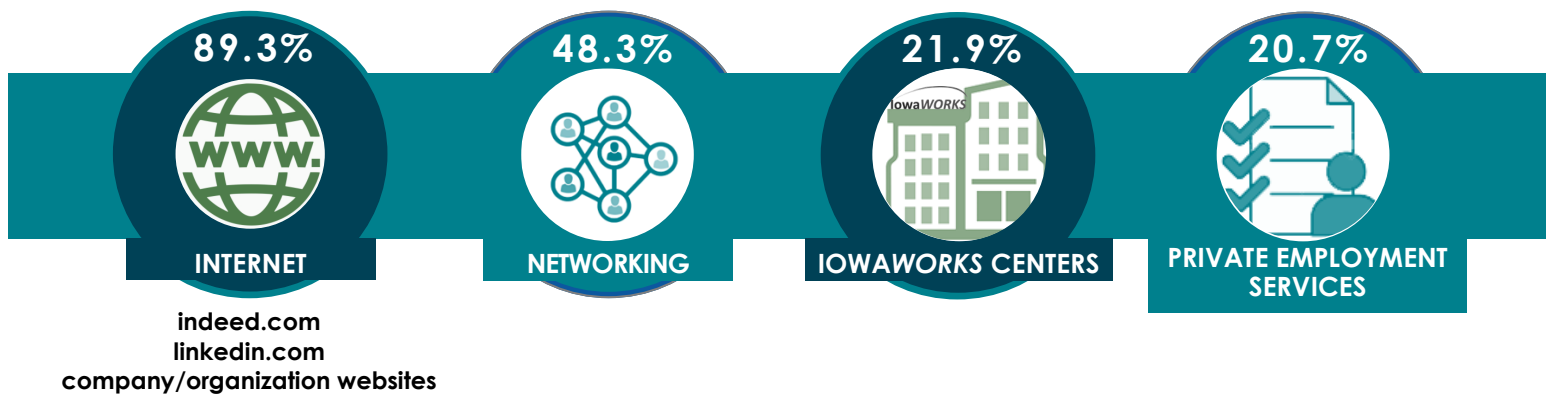 89.3%
48.3%
21.9%
20.7%
www.
IowaWORKS
INTERNET
NETWORKING
IOWAWORKS CENTERS
PRIVATE EMPLOYMENT
SERVICES
indeed.com
linkedin.com
company/organization websites